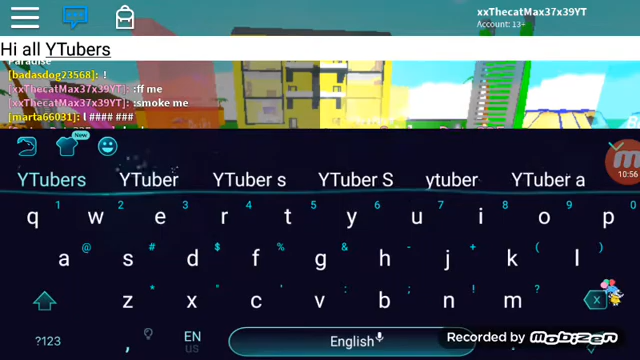 xxThecatMax37x39YT
Account: 13-
Hi all YTubers
Paradise
[badasdog23568]: !
[xxThecatMax37x39YT]: :ff me
[xxThecatMax37x39YT]: :smoke me
[marta66031]: l #### ###
New
10:56
YTubers YTuber YTuber s YTuber S ytuber YTuber a
1 2 3 4 5 6 7 8 9 0
q w e r t y u i o p
@ # $ % & - + ( )
a s d f g h j k l
* " ' : ; ! ?
z x c v b n m
?123 , EN us English
Recorded by mobizen